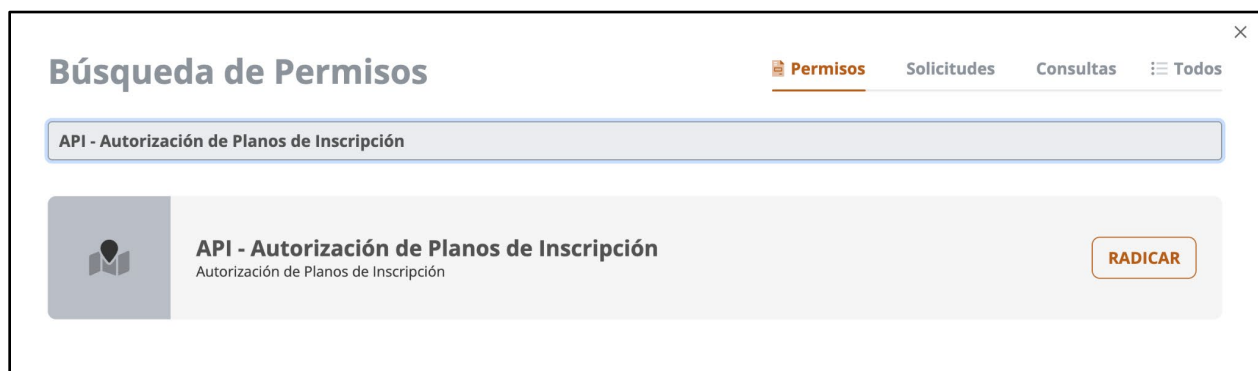 Búsqueda de Permisos
Permisos
Solicitudes
Consultas
Todos
API - Autorización de Planos de Inscripción
API - Autorización de Planos de Inscripción
Autorización de Planos de Inscripción
RADICAR